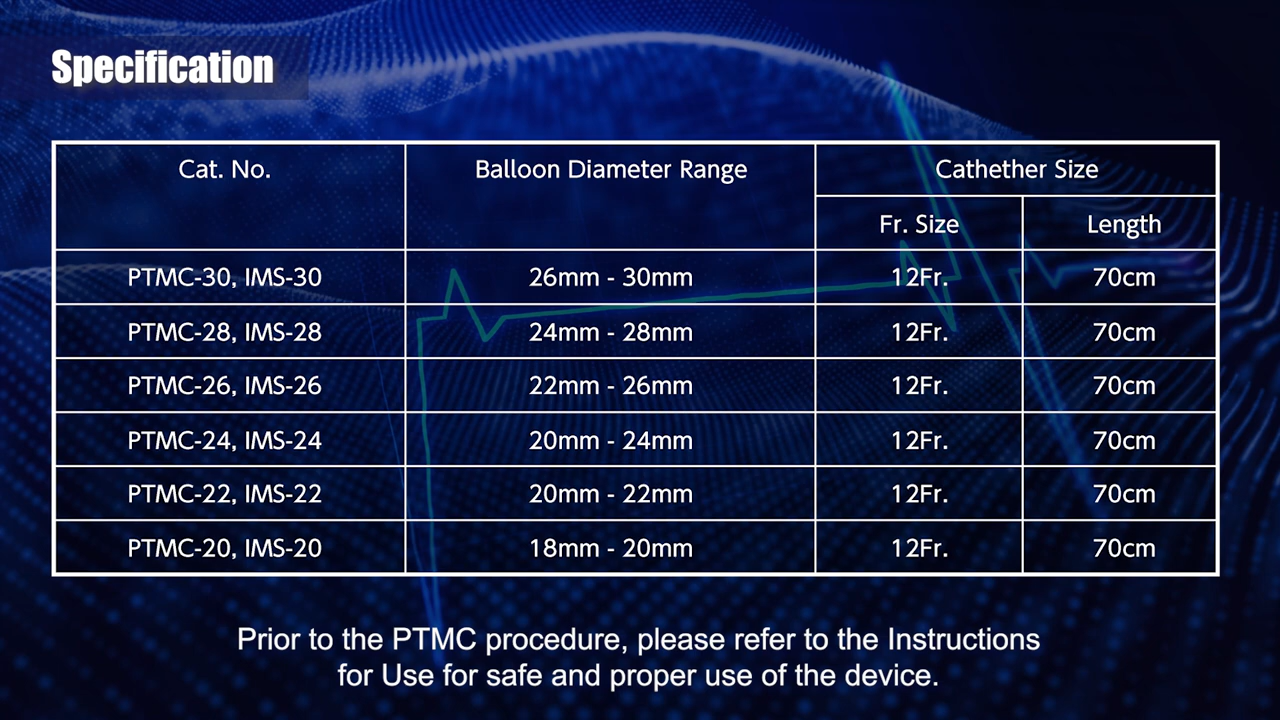 Specification
Cat. No. Balloon Diameter Range Cathether Size
Fr. Size Length
PTMC-30, IMS-30 26mm - 30mm 12Fr. 70cm
PTMC-28, IMS-28 24mm - 28mm 12Fr. 70cm
PTMC-26, IMS-26 22mm - 26mm 12Fr. 70cm
PTMC-24, IMS-24 20mm - 24mm 12Fr. 70cm
PTMC-22, IMS-22 20mm - 22mm 12Fr. 70cm
PTMC-20, IMS-20 18mm - 20mm 12Fr. 70cm
Prior to the PTMC procedure, please refer to the Instructions
for Use for safe and proper use of the device.